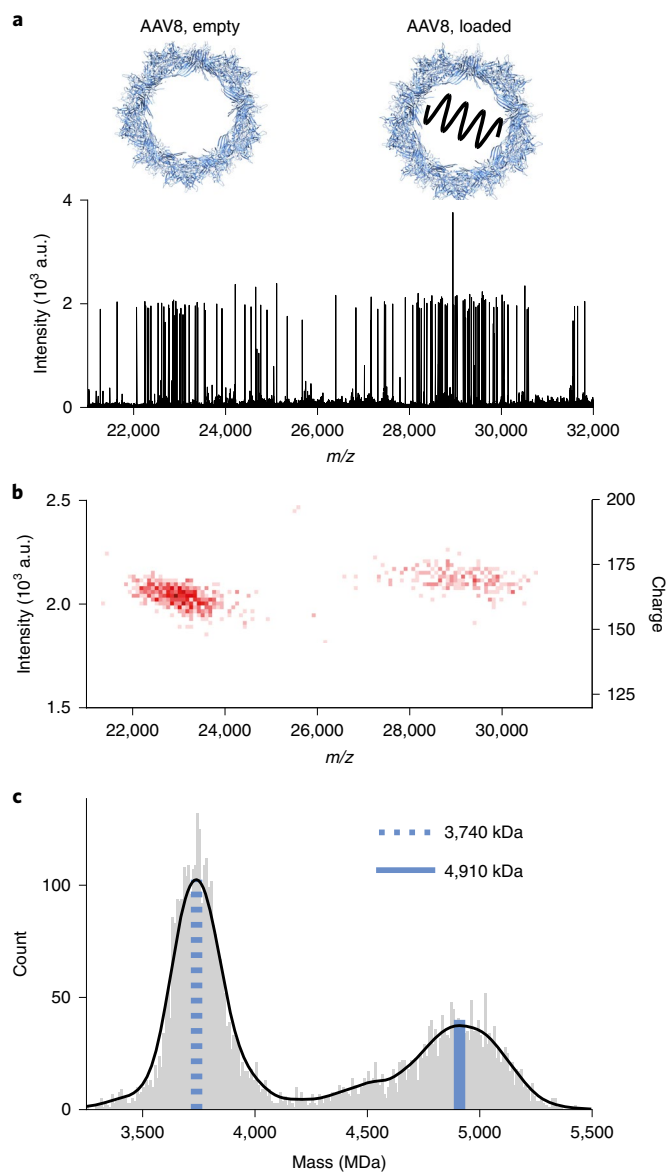 a
AAV8, empty AAV8, loaded
4
2
0
Intensity (10³ a.u.)
22,000 24,000 26,000 28,000 30,000 32,000
m/z
b
2.5
2.0
1.5
Intensity (10³ a.u.)
200
175
150
125
Charge
22,000 24,000 26,000 28,000 30,000
m/z
c
3,740 kDa
4,910 kDa
100
50
0
Count
3,500 4,000 4,500 5,000 5,500
Mass (MDa)